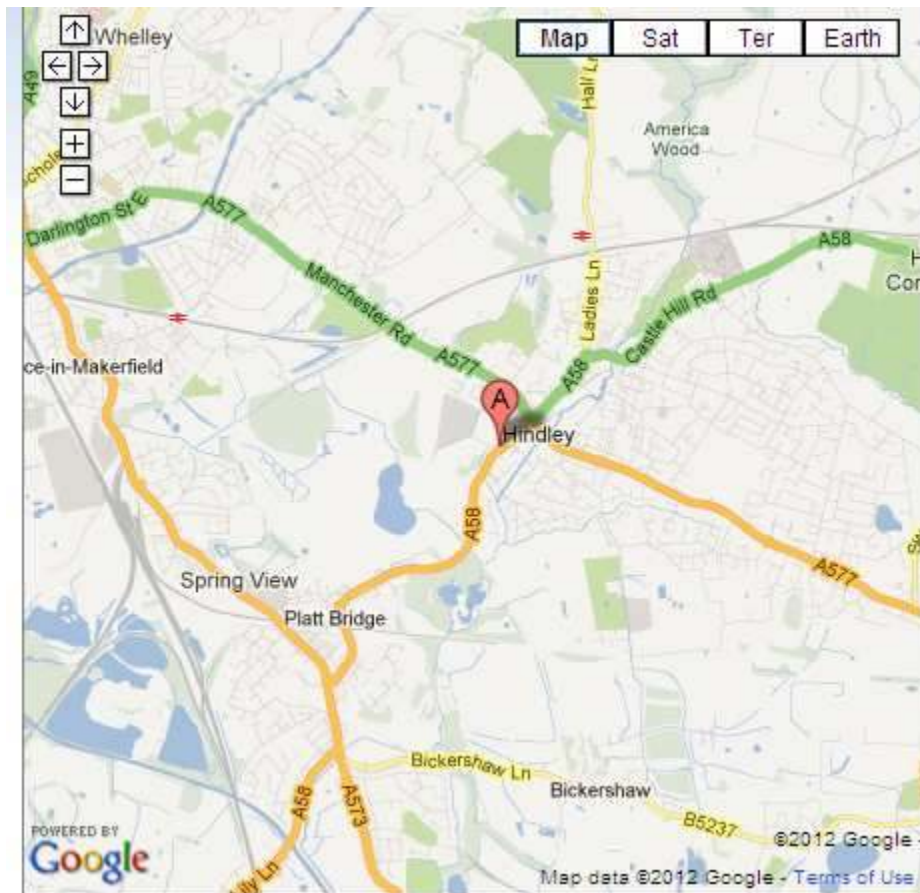 Whelley
Map
Sat
Ter
Earth
A49
Hall Ln
America
Wood
Darlington St E
A577
A58
Manchester Rd
Ladies Ln
Castle Hill Rd
A577
A58
ce-in-Makerfield
A
Hindley
A58
A577
Spring View
Platt Bridge
Bickershaw Ln
Bickershaw
A58
A573
B5237
POWERED BY
Google
©2012 Google -
Map data ©2012 Google - Terms of Use